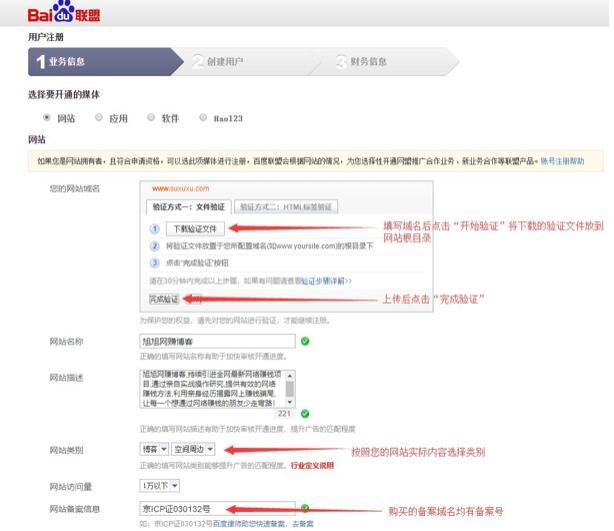 Baidu联盟
用户注册
1 业务信息 2 创建用户 3 财务信息
选择要开通的媒体
网站 应用 软件 Hao123
网站
如果您是网站拥有者，且符合申请资格，可以选此项媒体进行注册，百度联盟会根据网站的情况，为您选择性开通网盟推广合作业务、新业务合作等联盟产品。账号注册帮助
您的网站域名
www.suxuxu.com
验证方式一：文件验证 验证方式二：HTML标签验证
1 下载验证文件
填写域名后点击“开始验证”将下载的验证文件放到
网站根目录
2 将验证文件放置于您所配置域名(如www.yoursite.com)的根目录下
3 点击“完成验证”按钮
请在30分钟内完成以上步骤，如果有问题请查看验证步骤详解>>
完成验证
上传后点击“完成验证”
为保护您的权益，请先对您的网站进行验证，才能继续注册。
网站名称 旭旭网赚博客
正确的填写网站名称有助于加快审核开通进度。
网站描述
旭旭网赚博客,持续引进全网最新网络赚钱项
目,通过亲自实战操作研究,提供有效的网络
赚钱方法,利用亲身经历揭露网上赚钱骗局,
让每一个想通过网络赚钱的朋友少走弯路!
221
正确的填写网站描述有助于加快审核开通进度、提升广告的匹配程度
网站类别 博客 空间周边
按照您的网站实际内容选择类别
正确的填写网站类别能够提升广告的匹配程度。行业定义说明
网站访问量 1万以下
网站备案信息 京ICP证030132号
购买的备案域名均有备案号
如：京ICP证030132号百度律师助您快速备案，去备案